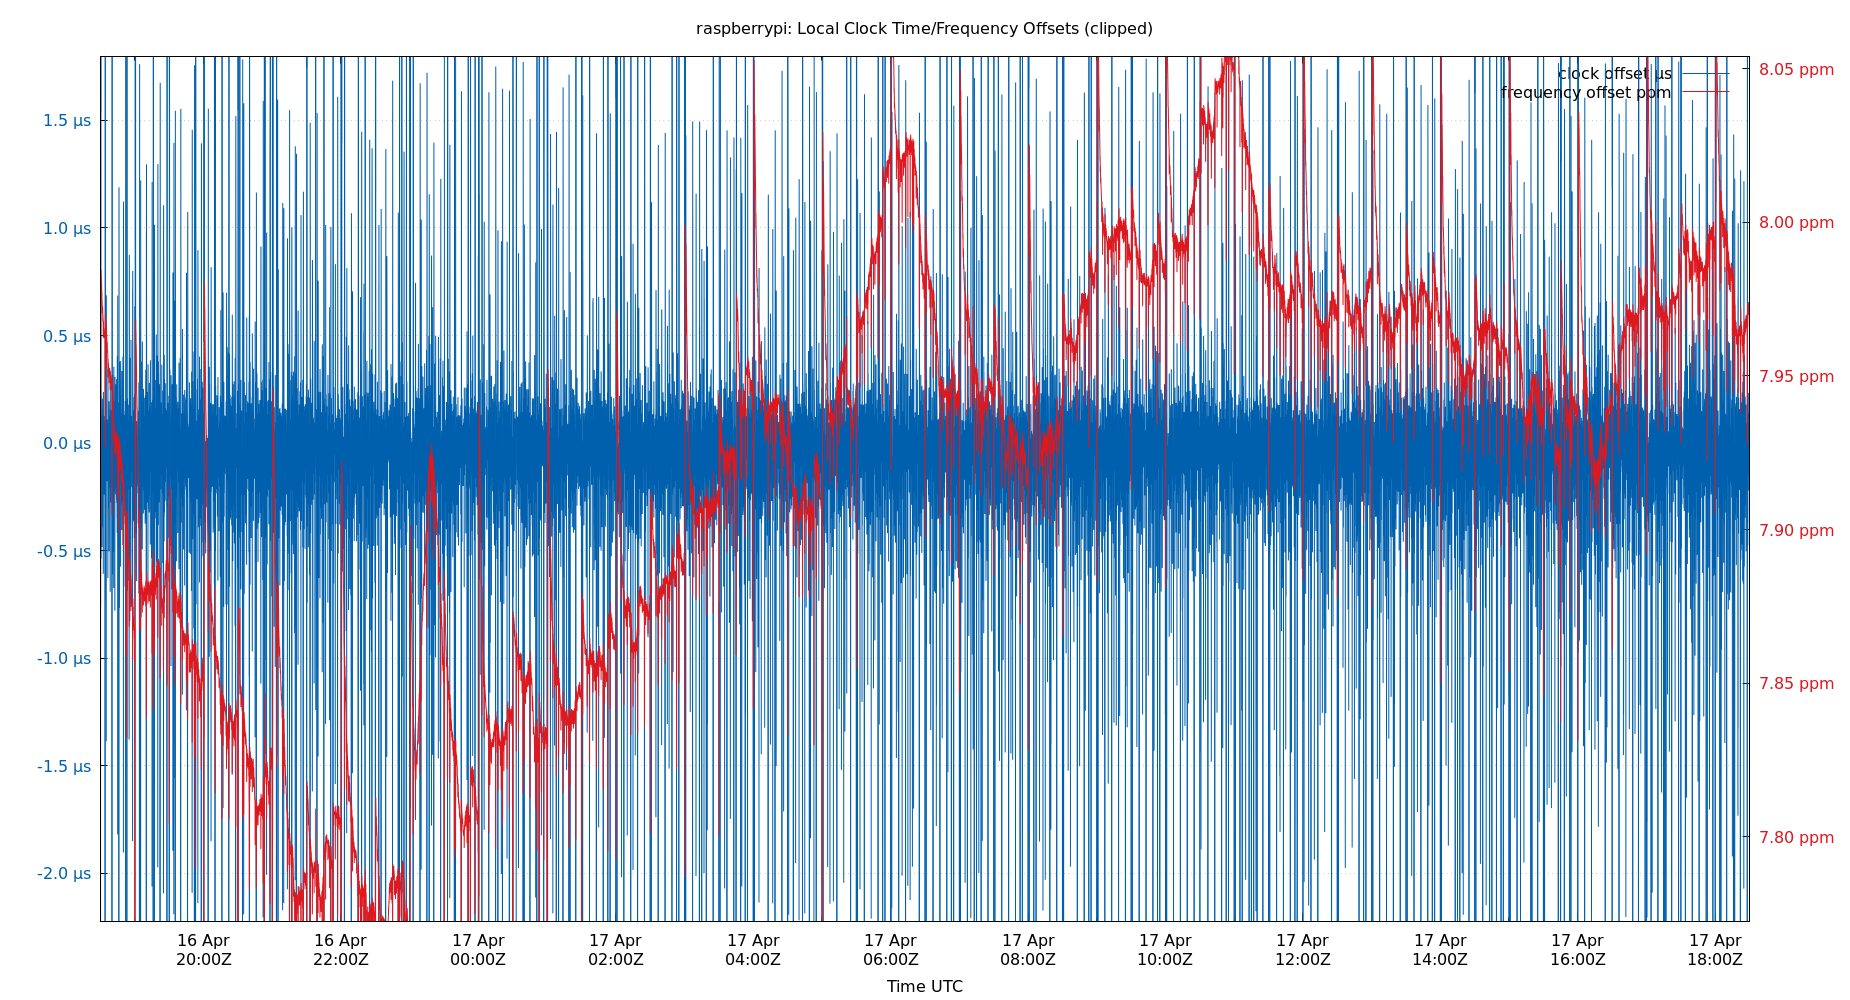 raspberrypi: Local Clock Time/Frequency Offsets (clipped)
clock offset µs
frequency offset ppm
1.5 µs
1.0 µs
0.5 µs
0.0 µs
-0.5 µs
-1.0 µs
-1.5 µs
-2.0 µs
8.05 ppm
8.00 ppm
7.95 ppm
7.90 ppm
7.85 ppm
7.80 ppm
16 Apr 16 Apr 17 Apr 17 Apr 17 Apr 17 Apr 17 Apr 17 Apr 17 Apr 17 Apr 17 Apr 17 Apr
20:00Z 22:00Z 00:00Z 02:00Z 04:00Z 06:00Z 08:00Z 10:00Z 12:00Z 14:00Z 16:00Z 18:00Z
Time UTC